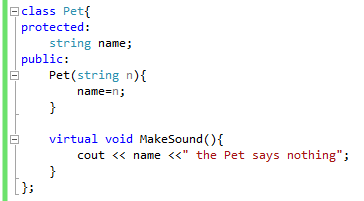 class Pet{
protected:
    string name;
public:
    Pet(string n){
        name=n;
    }

    virtual void MakeSound(){
        cout << name <<" the Pet says nothing";
    }
};